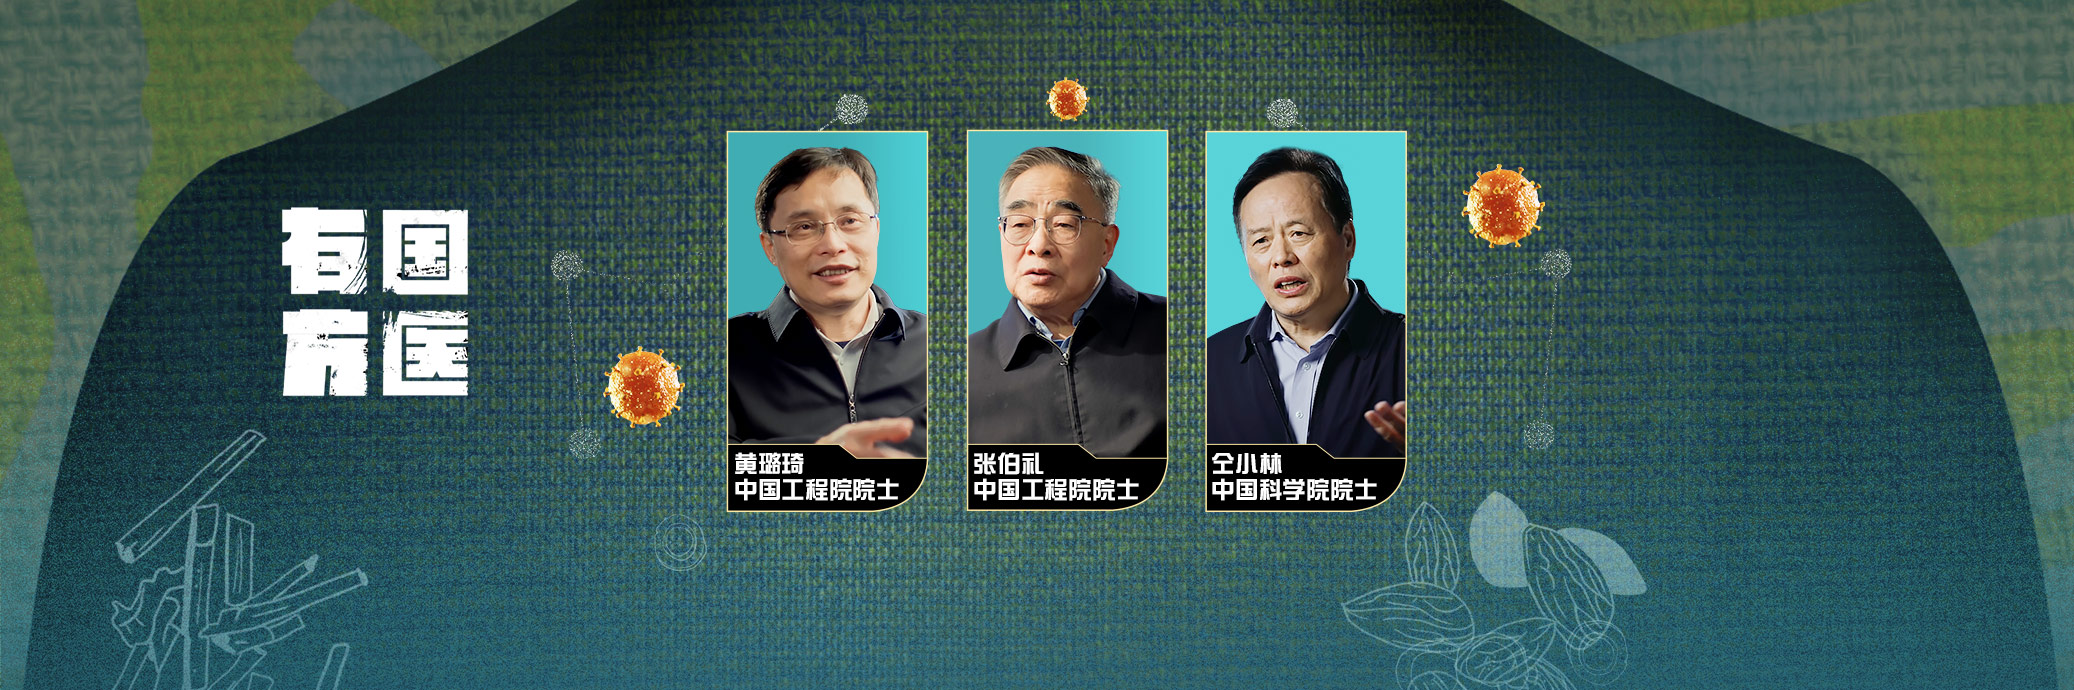 国医
有方
黄璐琦
中国工程院院士
张伯礼
中国工程院院士
仝小林
中国科学院院士